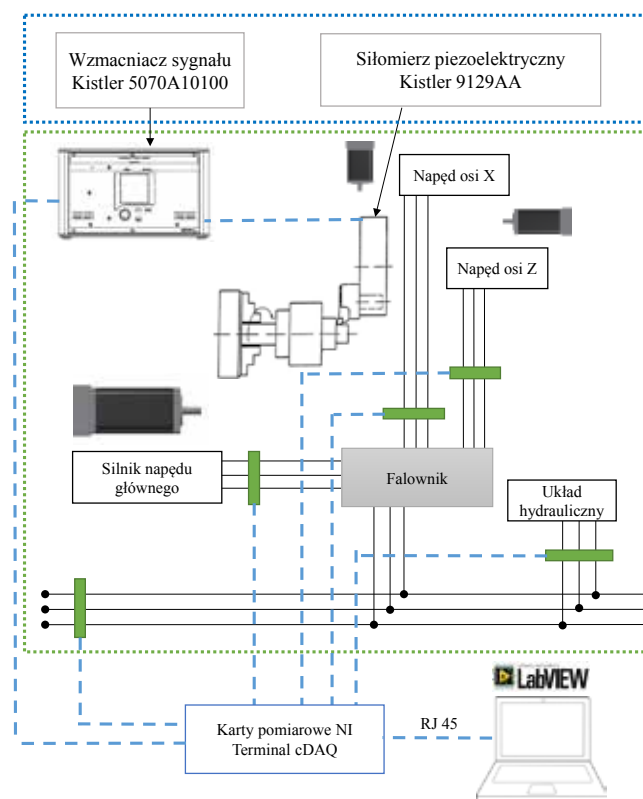 Wzmacniacz sygnału
Kistler 5070A10100
Siłomierz piezoelektryczny
Kistler 9129AA
Napęd osi X
Napęd osi Z
Silnik napędu
głównego
Falownik
Układ
hydrauliczny
LabVIEW
Karty pomiarowe NI
Terminal cDAQ
RJ 45